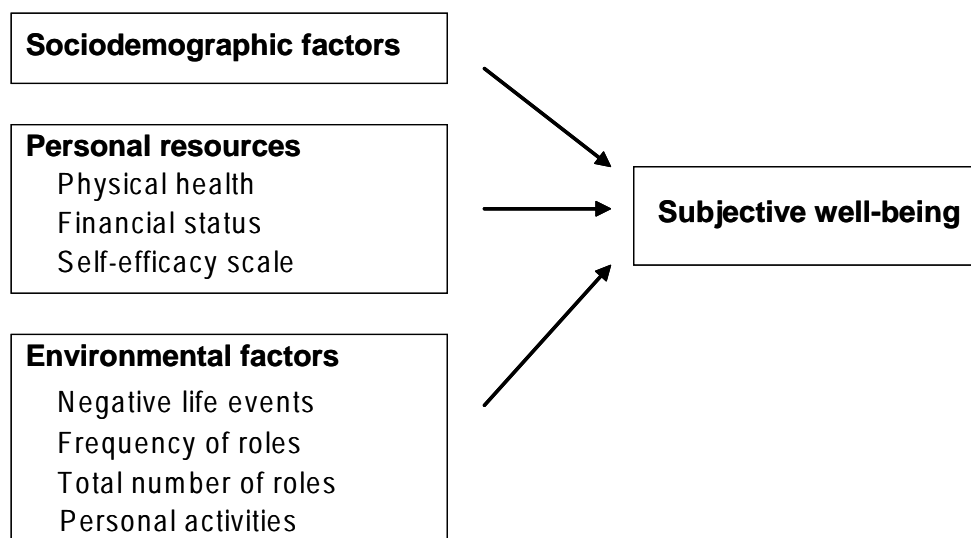 Sociodemographic factors
Personal resources
Physical health
Financial status
Self-efficacy scale
Subjective well-being
Environmental factors
Negative life events
Frequency of roles
Total number of roles
Personal activities